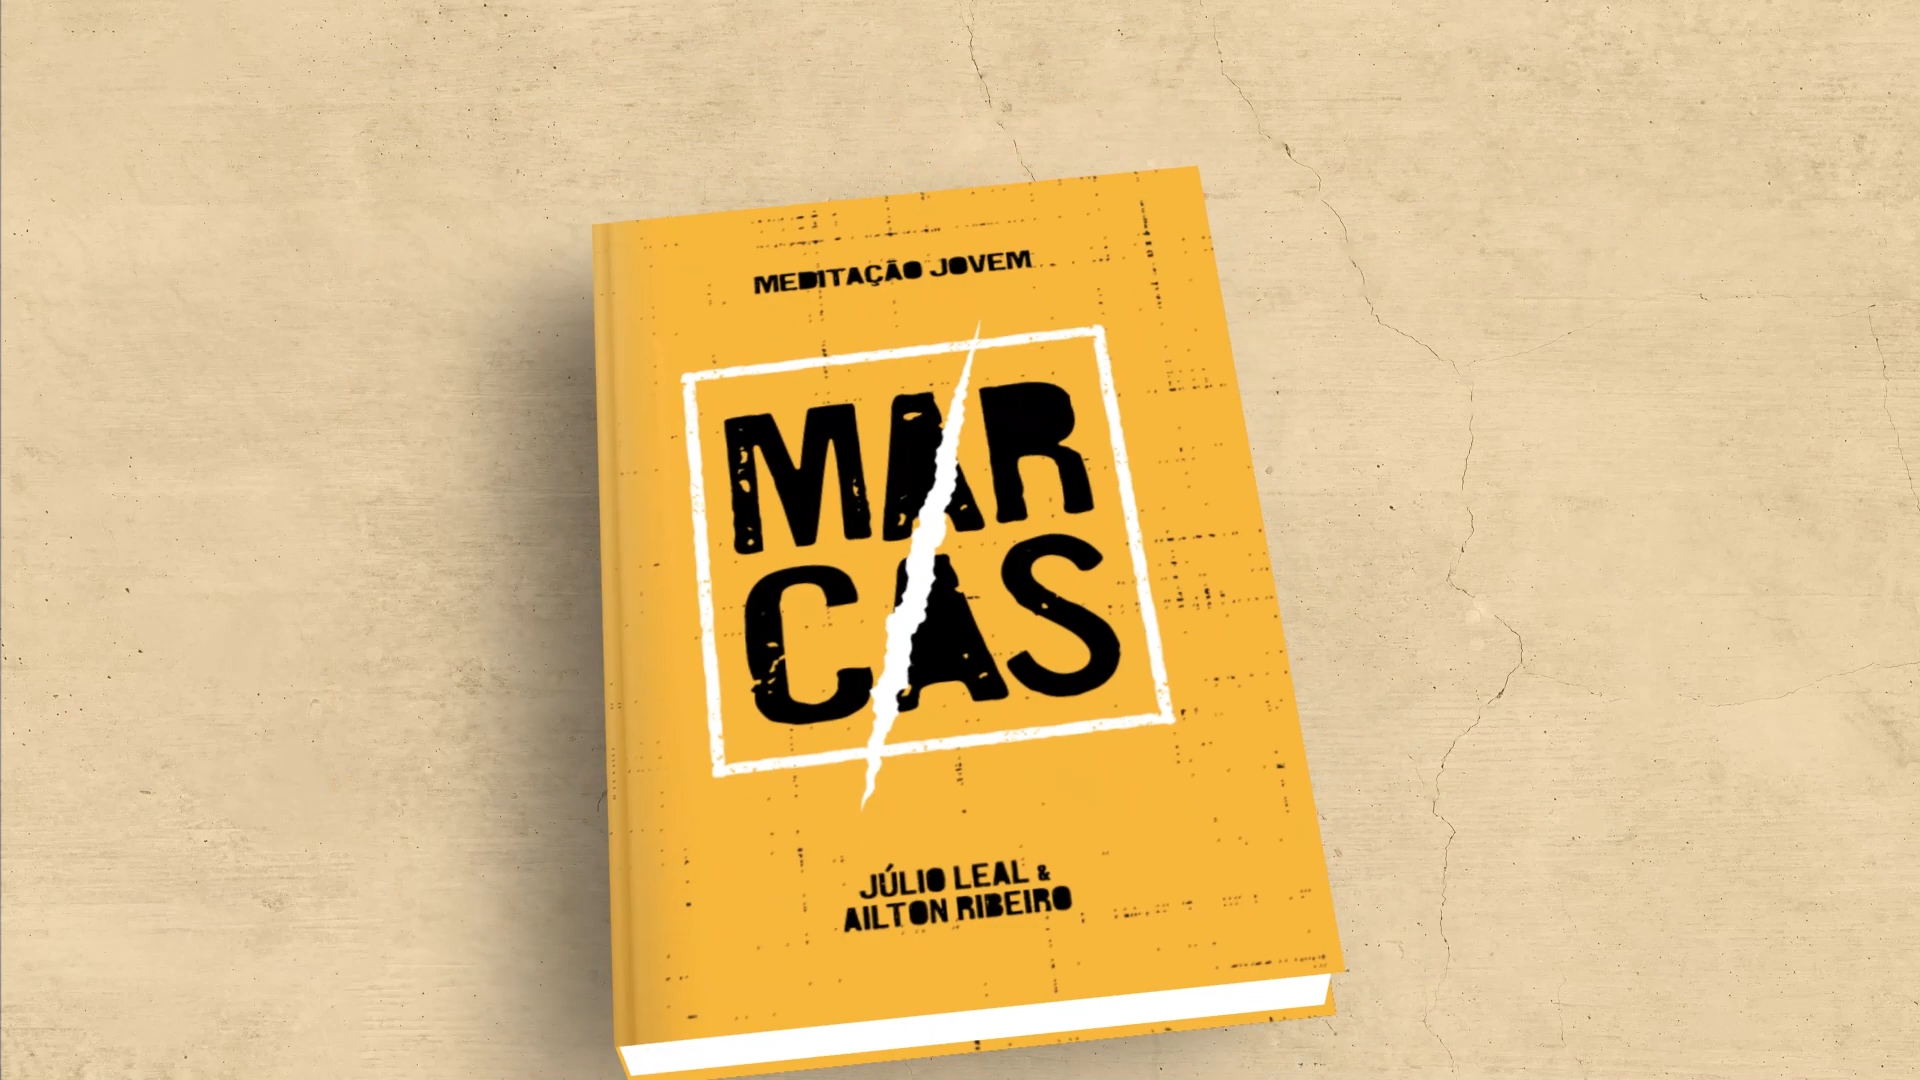 MEDITAÇÃO JOVEM
MAR
CAS
JÚLIO LEAL &
AILTON RIBEIRO